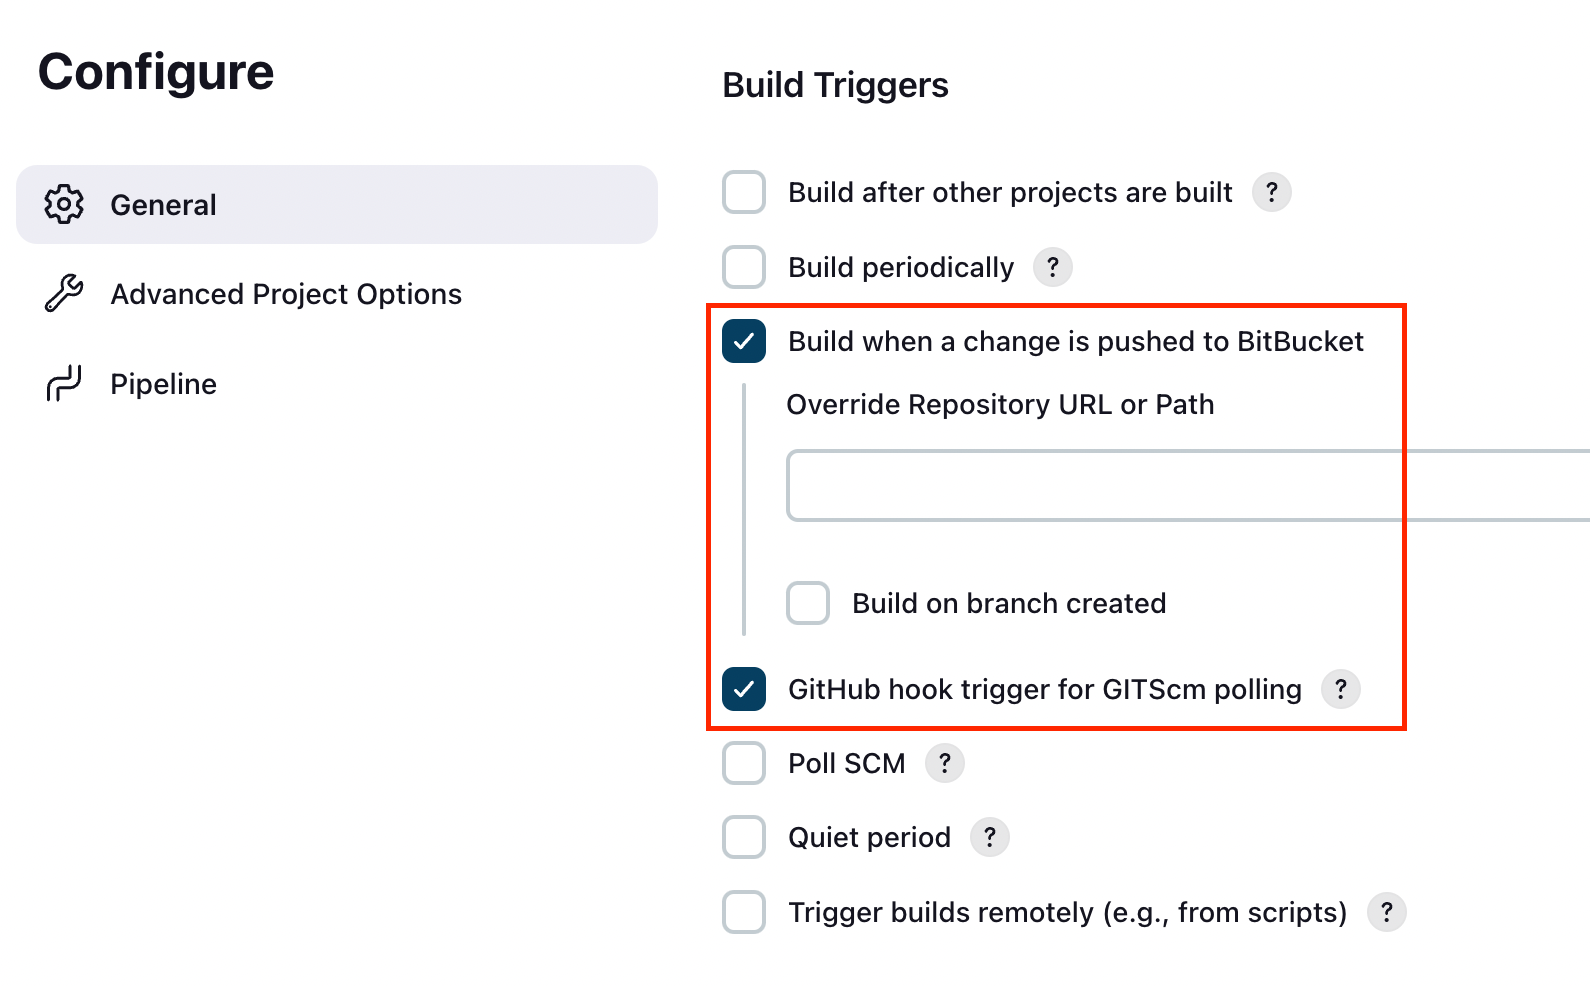 Configure
General
Advanced Project Options
Pipeline
Build Triggers
Build after other projects are built ?
Build periodically ?
Build when a change is pushed to BitBucket
Override Repository URL or Path
Build on branch created
GitHub hook trigger for GITScm polling ?
Poll SCM ?
Quiet period ?
Trigger builds remotely (e.g., from scripts) ?